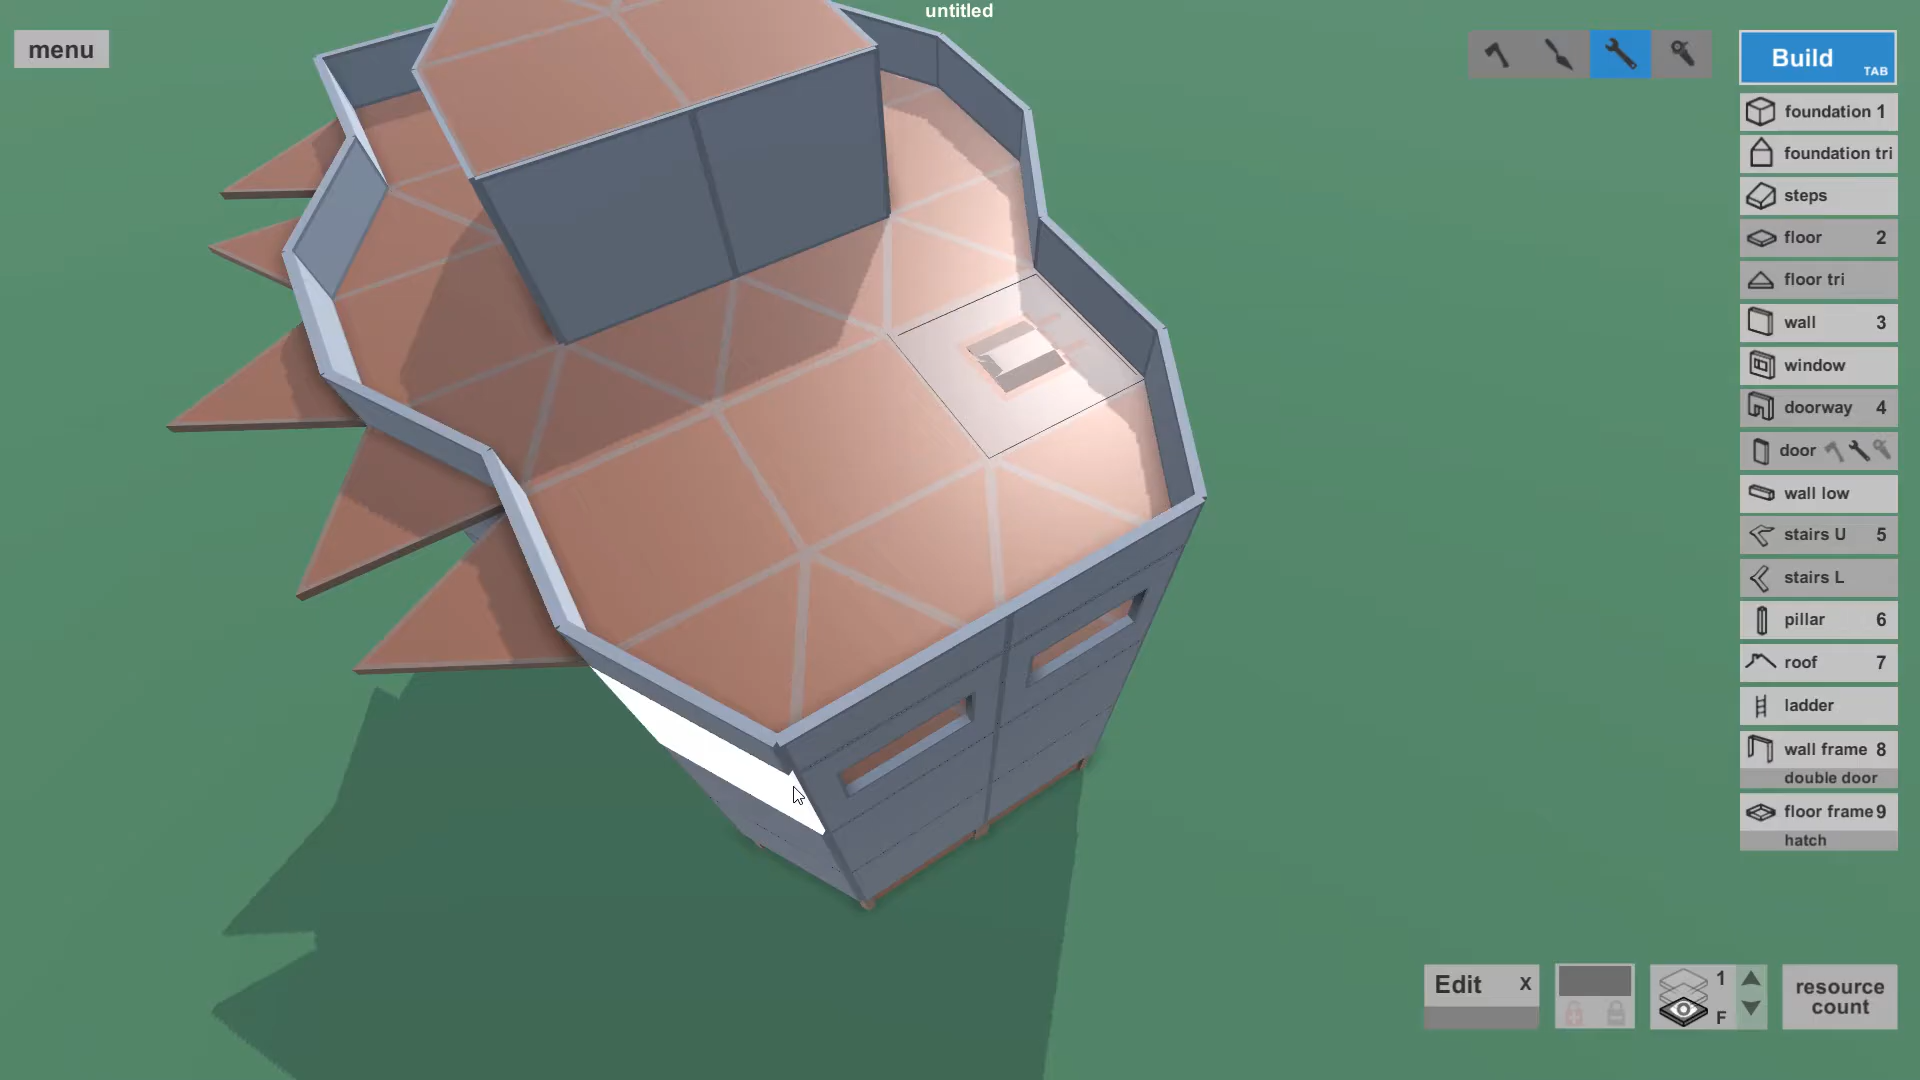 untitled
menu
Build
TAB
foundation 1
foundation tri
steps
floor 2
floor tri
wall 3
window
doorway 4
door
wall low
stairs U 5
stairs L
pillar 6
roof 7
ladder
wall frame 8
double door
floor frame 9
hatch
Edit X
1
F
resource
count